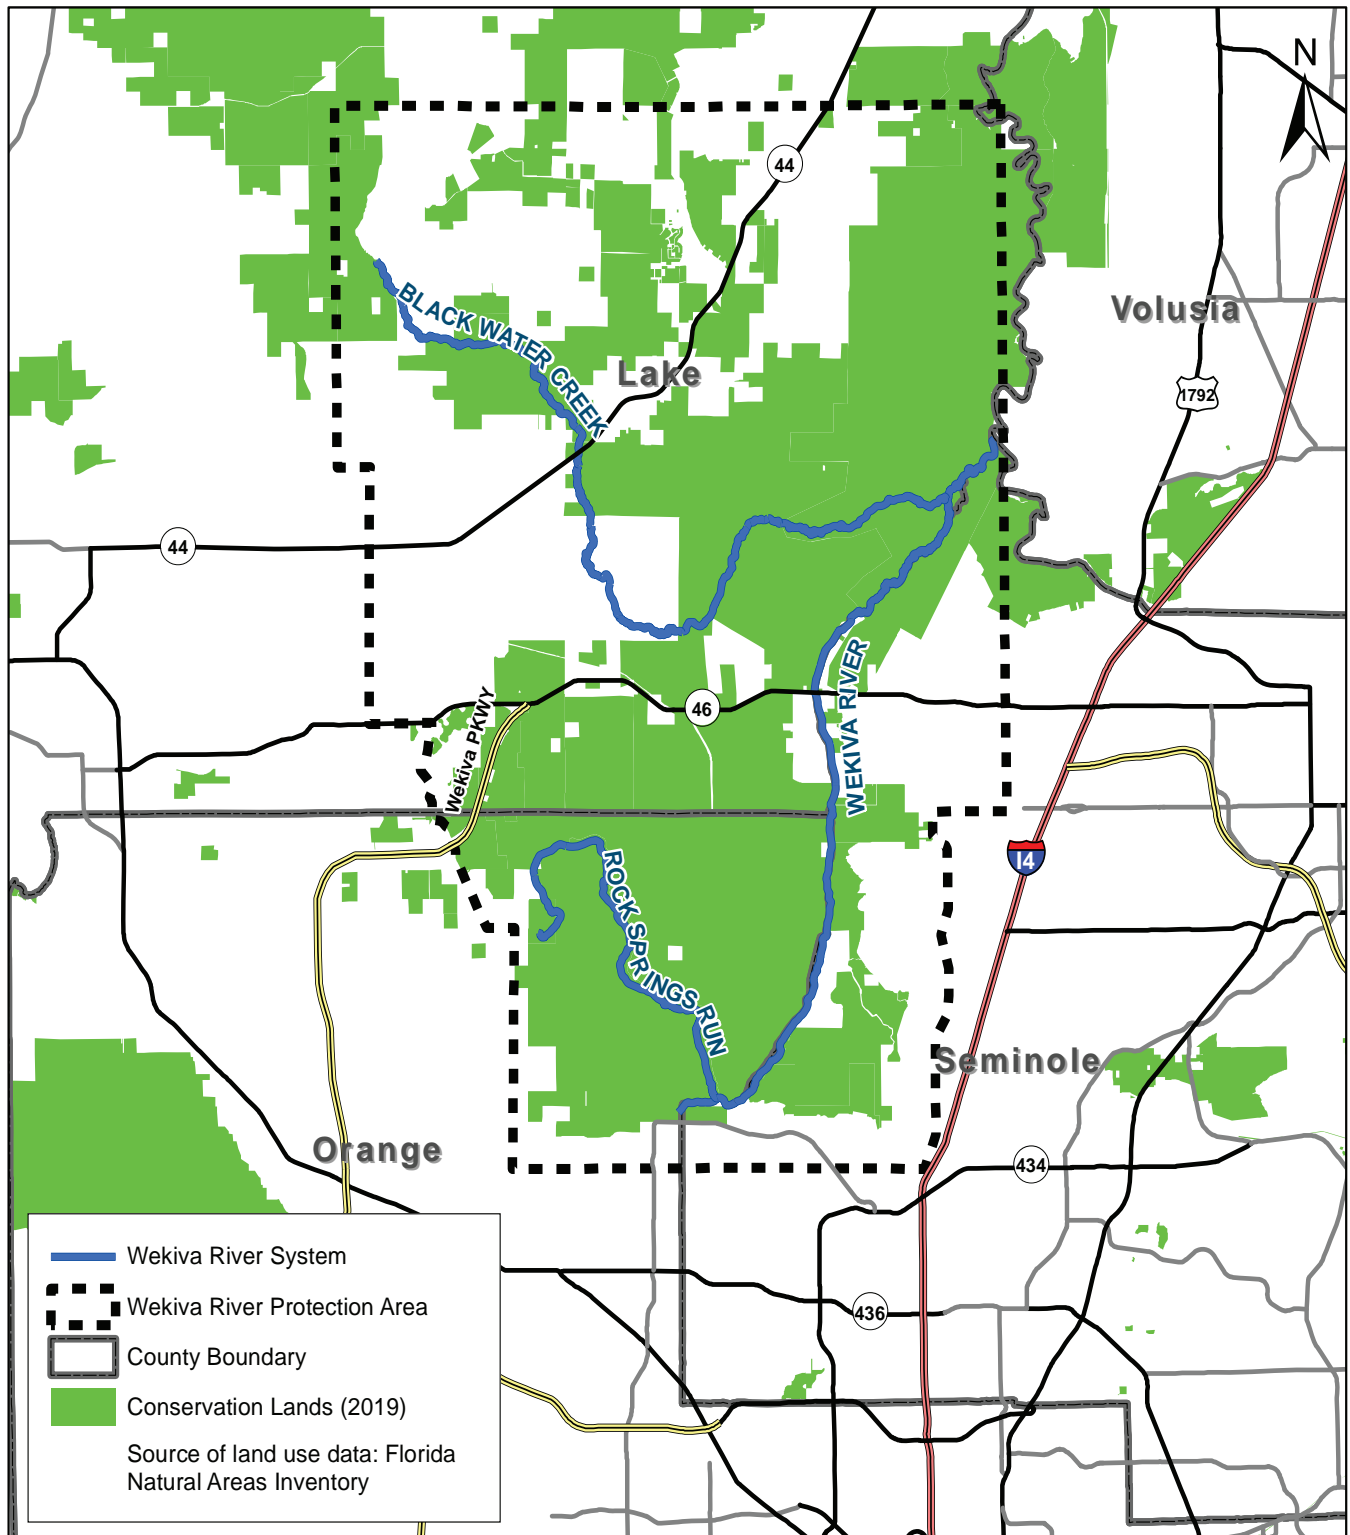 N
44
BLACK WATER CREEK
Volusia
Lake
1792
44
WEKIVA RIVER
Wekiva PKWY
46
14
ROCK SPRINGS RUN
Seminole
Orange
434
436
Wekiva River System
Wekiva River Protection Area
County Boundary
Conservation Lands (2019)
Source of land use data: Florida
Natural Areas Inventory